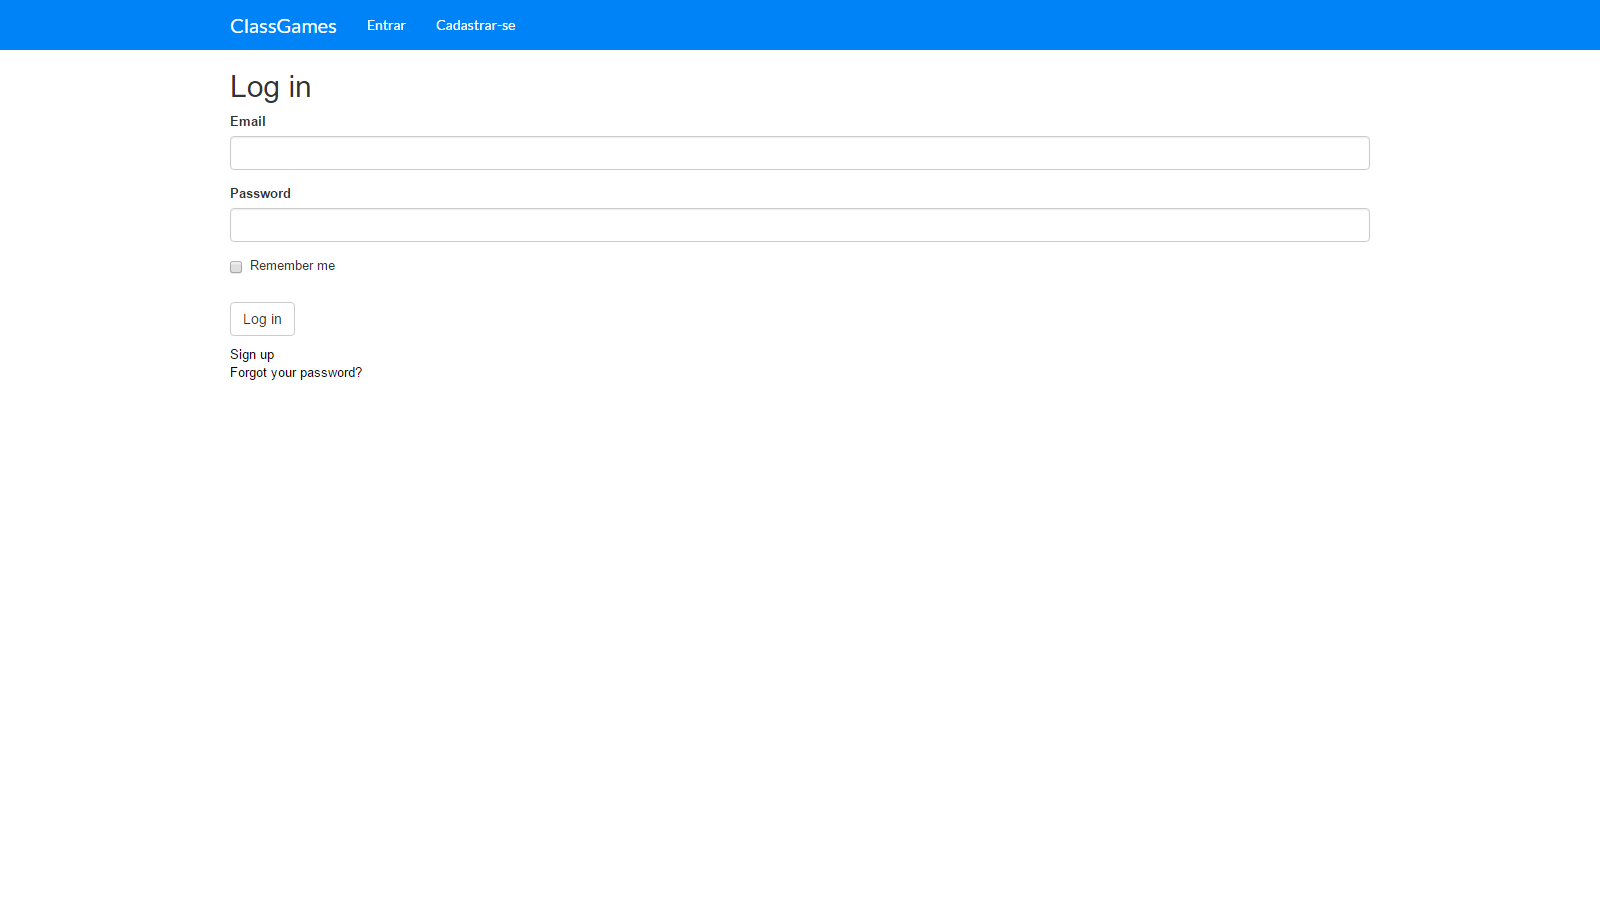 ClassGames Entrar Cadastrar-se
Log in
Email
Password
Remember me
Log in
Sign up
Forgot your password?